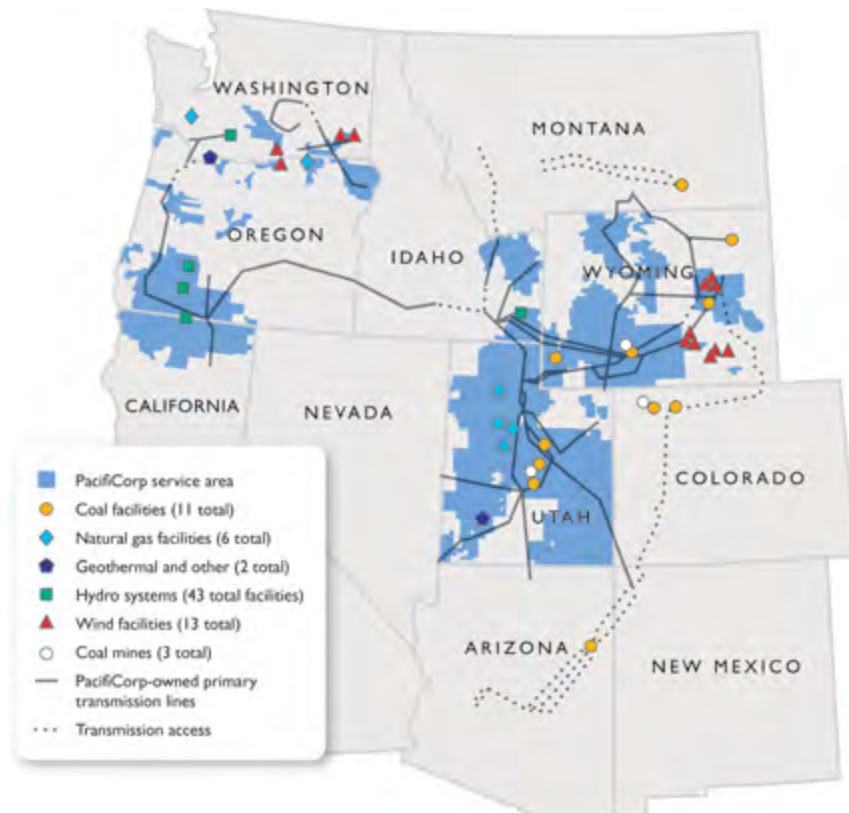 WASHINGTON
MONTANA
OREGON
IDAHO
WYOMING
CALIFORNIA
NEVADA
UTAH
COLORADO
ARIZONA
NEW MEXICO
PacifiCorp service area
Coal facilities (11 total)
Natural gas facilities (6 total)
Geothermal and other (2 total)
Hydro systems (43 total facilities)
Wind facilities (13 total)
Coal mines (3 total)
PacifiCorp-owned primary
transmission lines
Transmission access